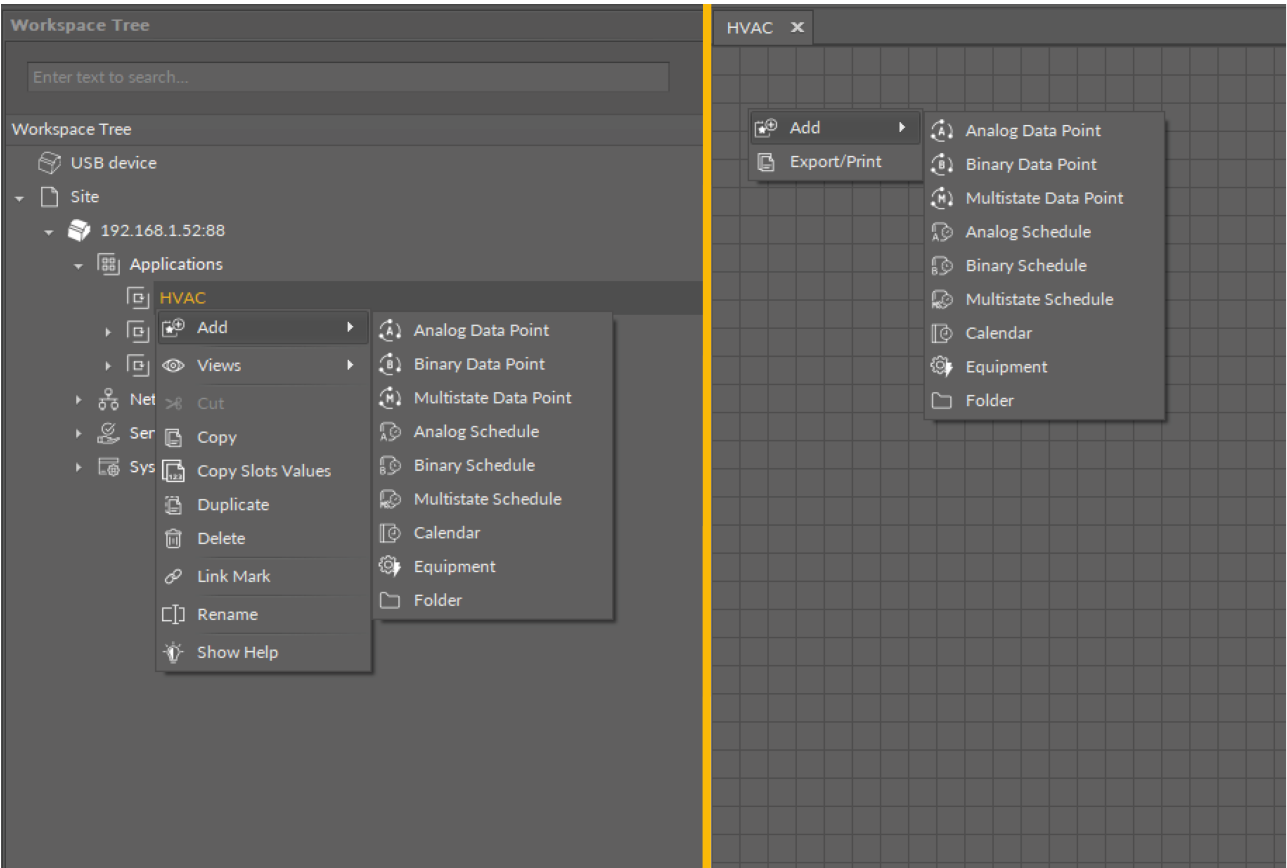 Workspace Tree
Enter text to search...
Workspace Tree
USB device
Site
192.168.1.52:88
Applications
HVAC
Net
Ser
Sys
Add
Views
Cut
Copy
Copy Slots Values
Duplicate
Delete
Link Mark
Rename
Show Help
Analog Data Point
Binary Data Point
Multistate Data Point
Analog Schedule
Binary Schedule
Multistate Schedule
Calendar
Equipment
Folder
HVAC
Add
Export/Print
Analog Data Point
Binary Data Point
Multistate Data Point
Analog Schedule
Binary Schedule
Multistate Schedule
Calendar
Equipment
Folder